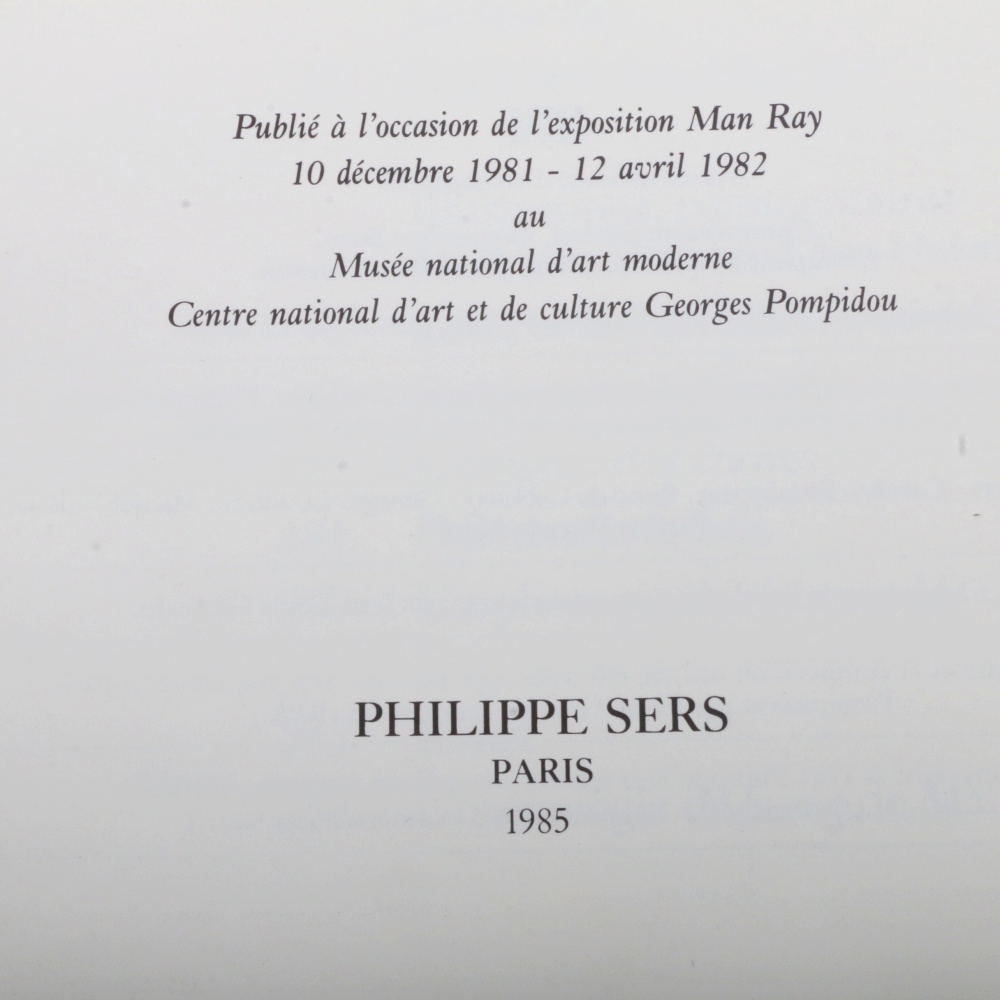 Publié à l'occasion de l'exposition Man Ray
10 décembre 1981 - 12 avril 1982
au
Musée national d'art moderne
Centre national d'art et de culture Georges Pompidou
PHILIPPE SERS
PARIS
1985